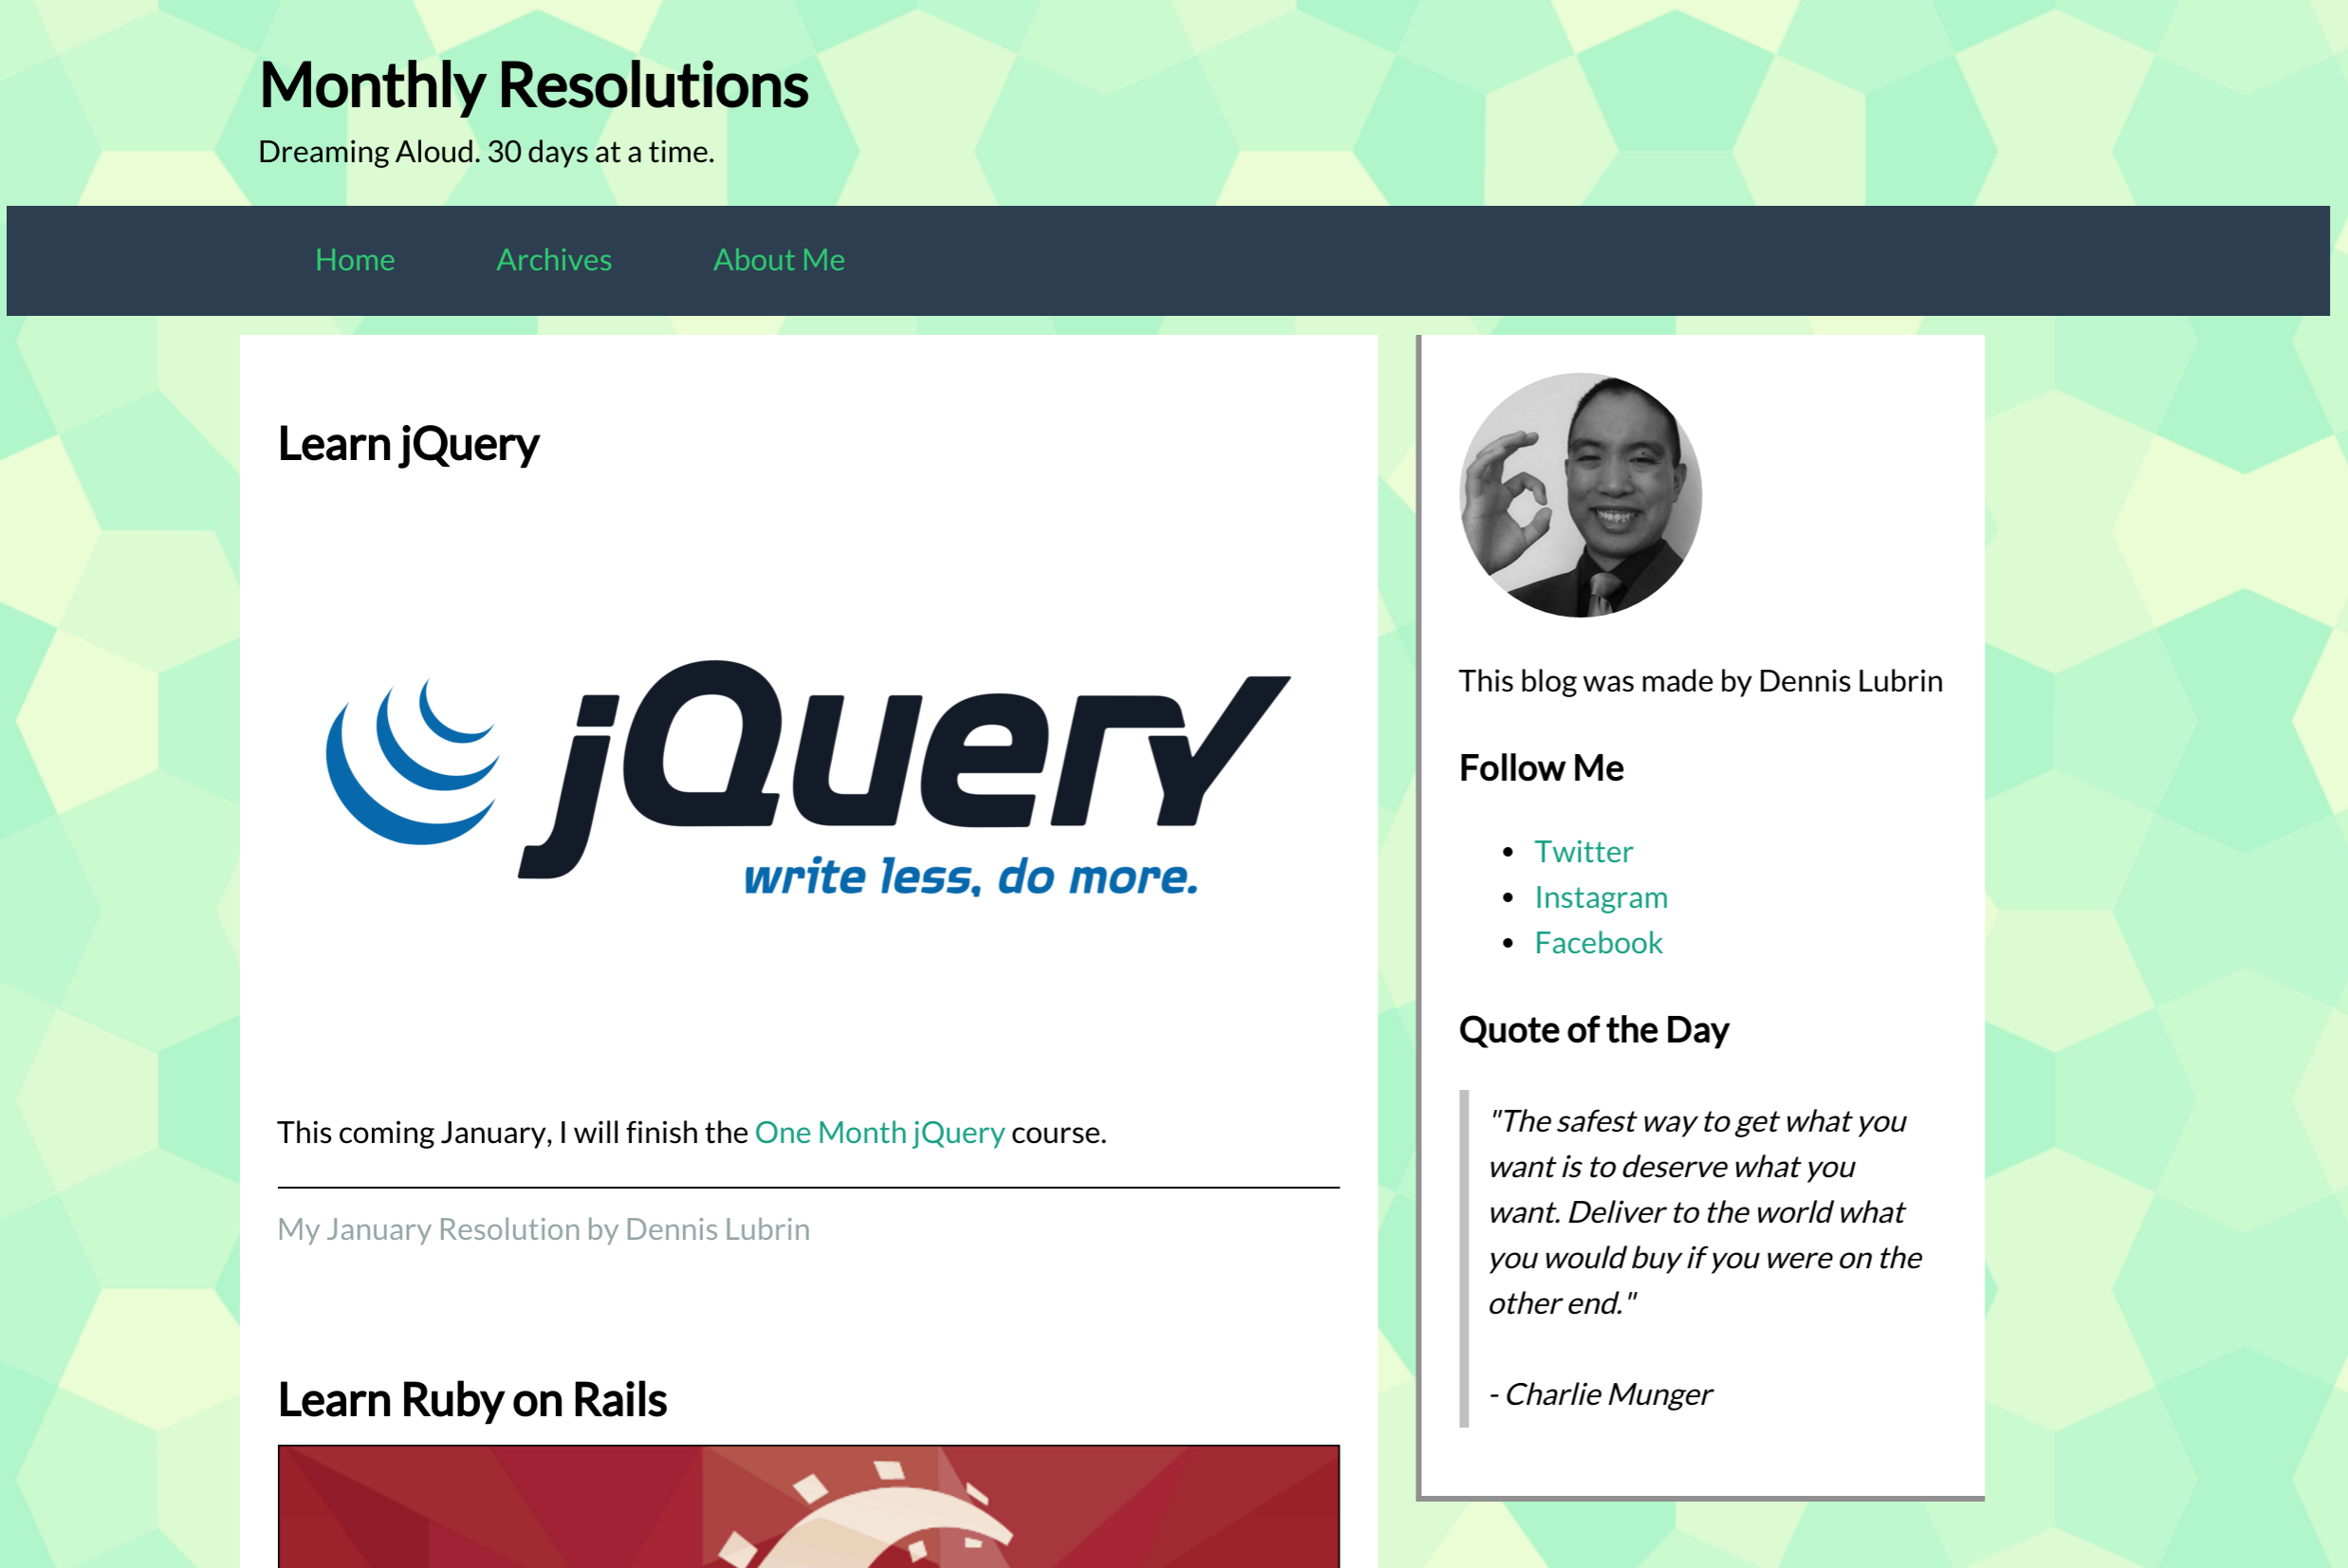 Monthly Resolutions
Dreaming Aloud. 30 days at a time.
Home
Archives
About Me
Learn jQuery
jQuery
write less, do more.
This coming January, I will finish the One Month jQuery course.
My January Resolution by Dennis Lubrin
Learn Ruby on Rails
This blog was made by Dennis Lubrin
Follow Me
Twitter
Instagram
Facebook
Quote of the Day
"The safest way to get what you
want is to deserve what you
want. Deliver to the world what
you would buy if you were on the
other end."
- Charlie Munger